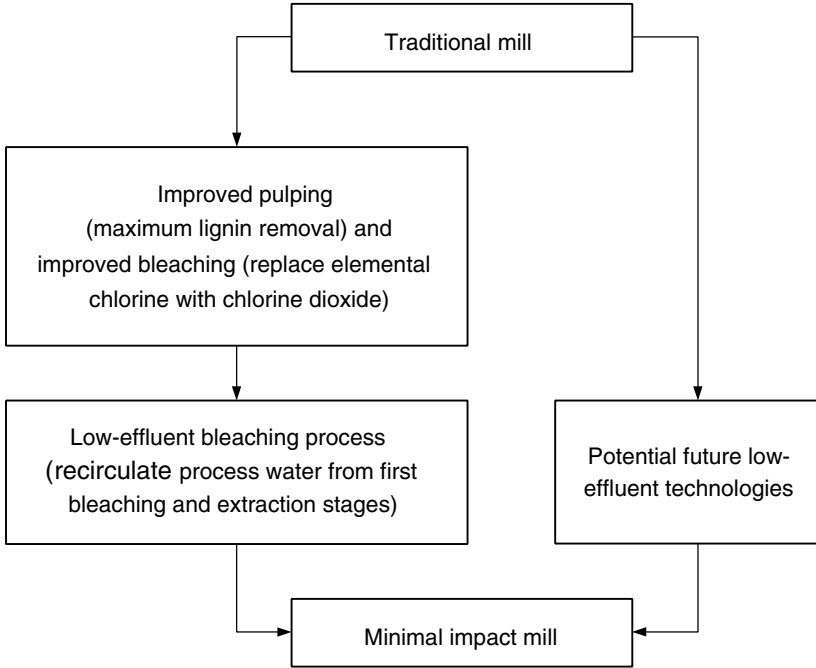 Traditional mill
Improved pulping
(maximum lignin removal) and
improved bleaching (replace elemental
chlorine with chlorine dioxide)
Low-effluent bleaching process
(recirculate process water from first
bleaching and extraction stages)
Potential future low-
effluent technologies
Minimal impact mill